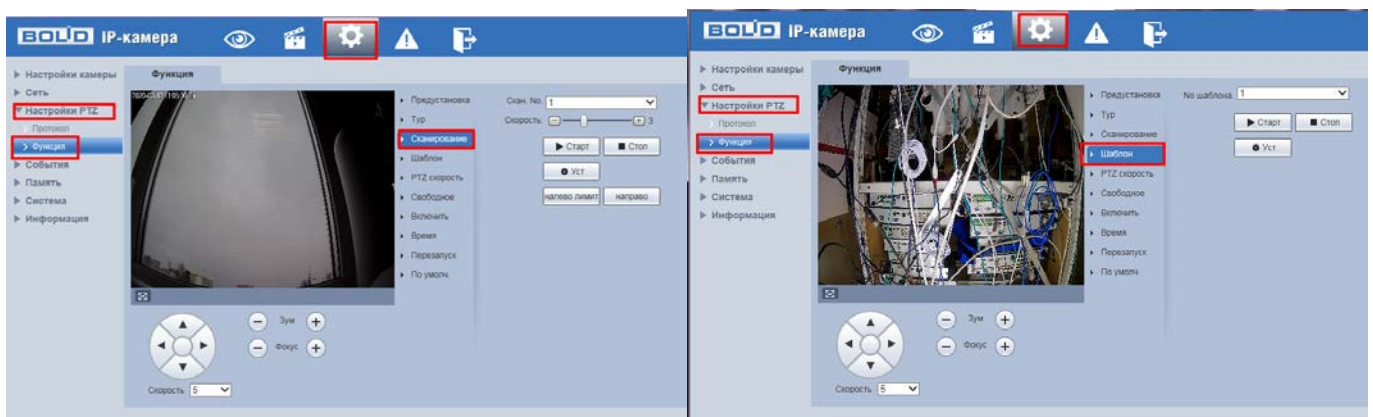 BOLID IP-камера
Настройки камеры
Сеть
Настройки PTZ
Протокол
Функция
События
Память
Система
Информация
Функция
Предустановка
Тур
Сканирование
Шаблон
PTZ скорость
Свободное
Включить
Время
Перезапуск
По умолч.
Скан. No. 1
Скорость: 3
Старт Стоп
Уст
налево лимит направо
Зум
Фокус
Скорость 5
BOLID IP-камера
Настройки камеры
Сеть
Настройки PTZ
Протокол
Функция
События
Память
Система
Информация
Функция
Предустановка
Тур
Сканирование
Шаблон
PTZ скорость
Свободное
Включить
Время
Перезапуск
По умолч.
No шаблона 1
Старт Стоп
Уст
Зум
Фокус
Скорость 5